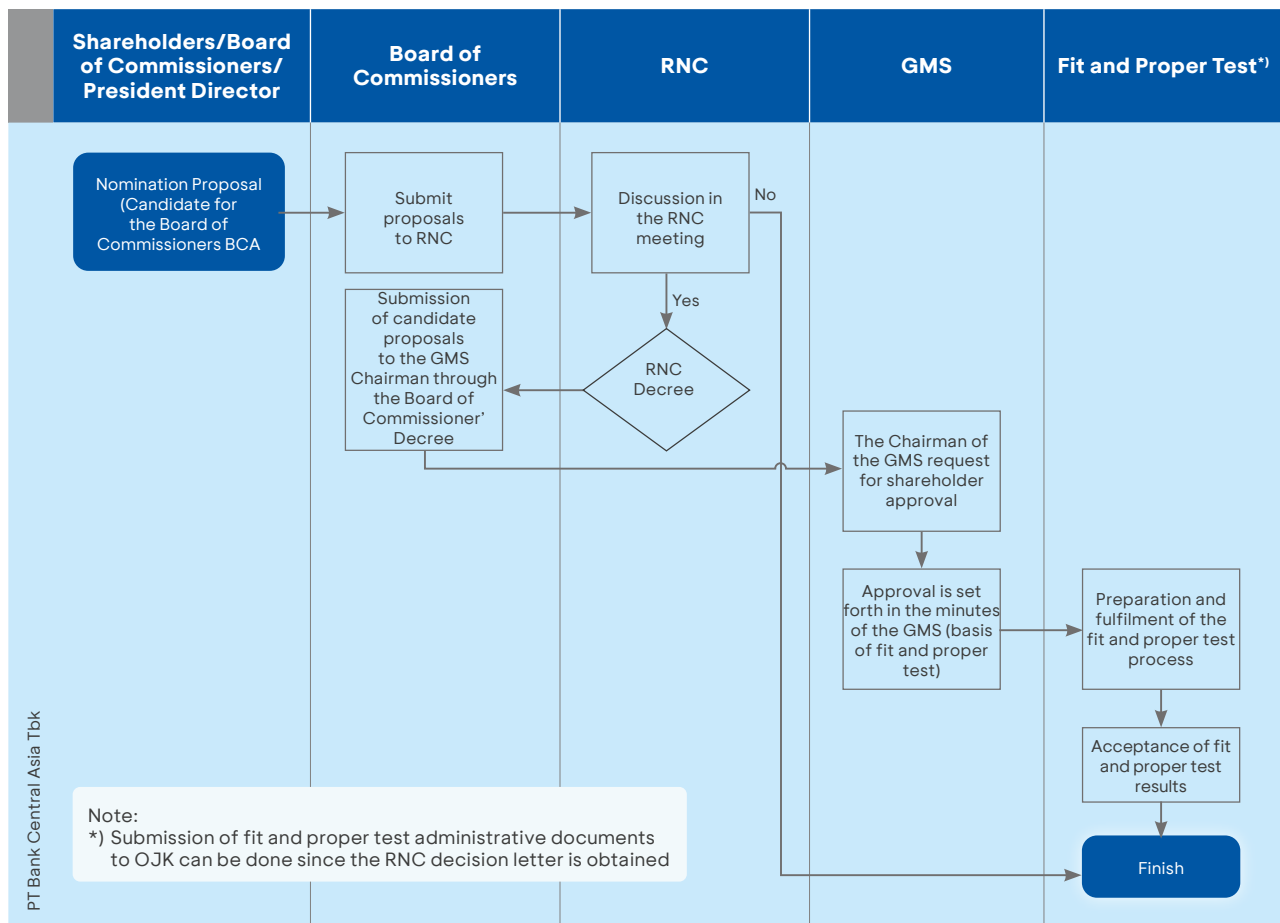 Shareholders/Board
of Commissioners/
President Director
Board of
Commissioners
RNC
GMS
Fit and Proper Test*)
Nomination Proposal
(Candidate for
the Board of
Commissioners BCA
Submit
proposals
to RNC
Discussion in
the RNC
meeting
No
Yes
Submission
of candidate
proposals
to the GMS
Chairman through
the Board of
Commissioner’
Decree
RNC
Decree
The Chairman of
the GMS request
for shareholder
approval
Approval is set
forth in the minutes
of the GMS (basis
of fit and proper
test)
Preparation and
fulfilment of the
fit and proper test
process
Acceptance of fit
and proper test
results
Finish
Note:
*) Submission of fit and proper test administrative documents
to OJK can be done since the RNC decision letter is obtained
PT Bank Central Asia Tbk